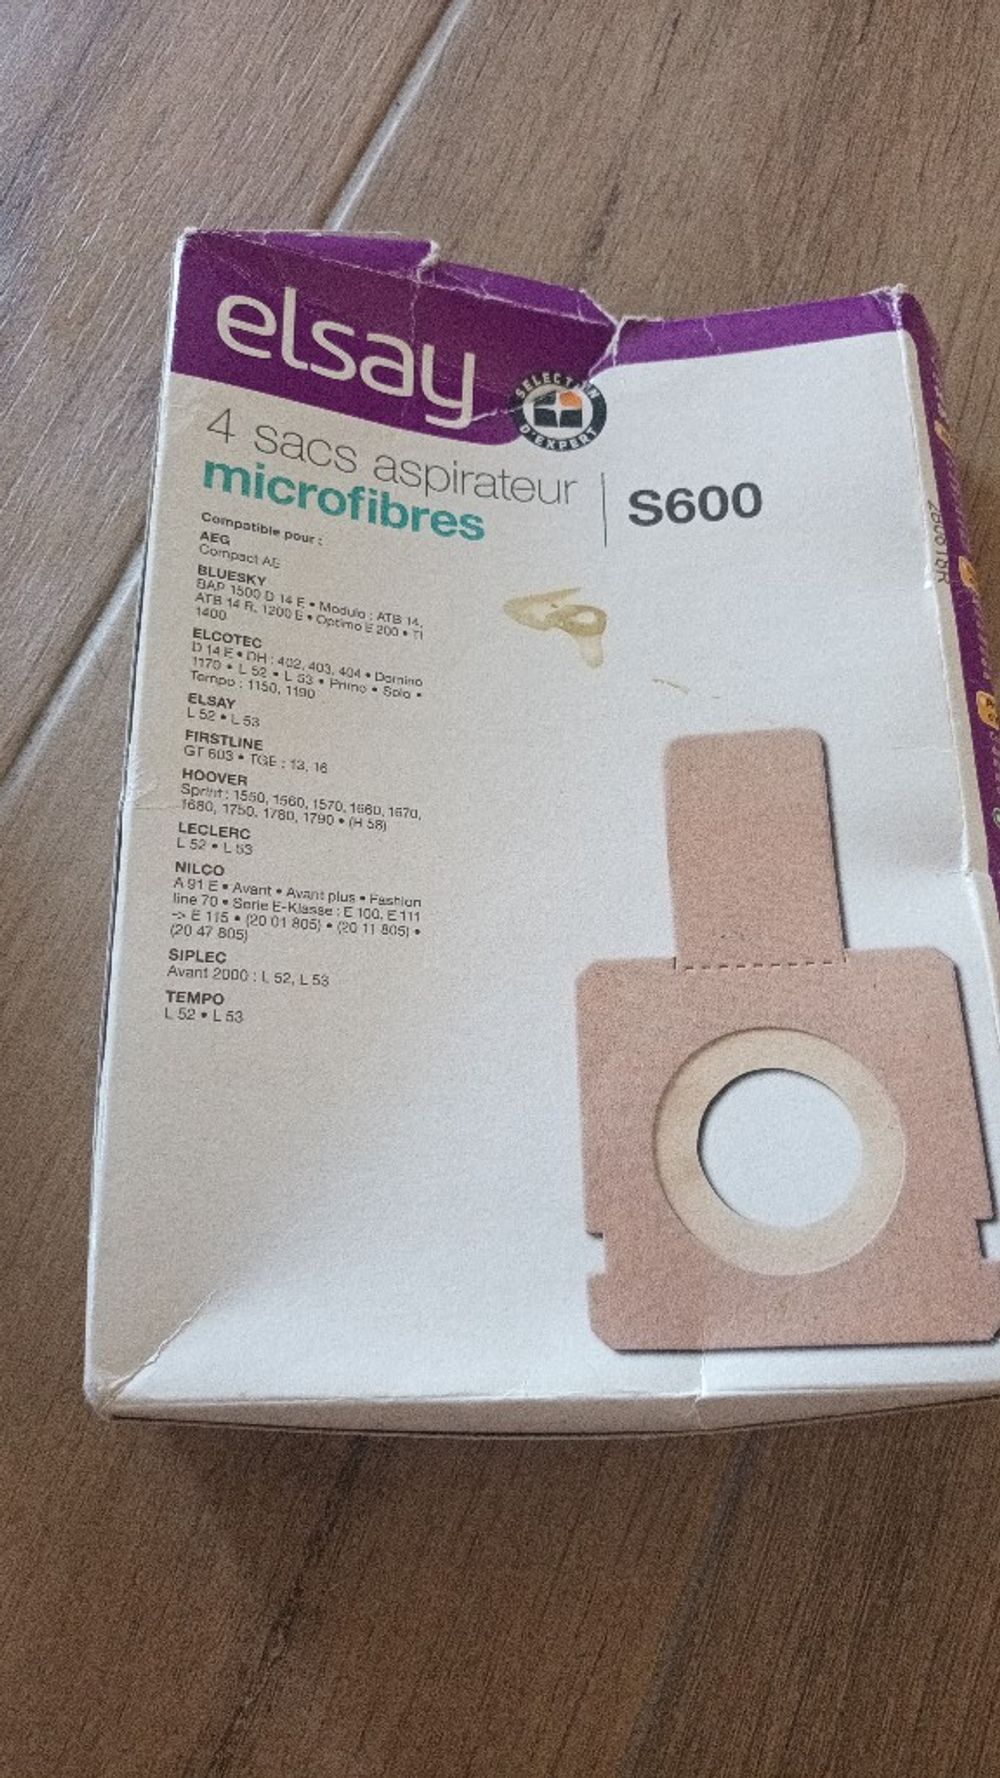 elsay
SELECTION
D'EXPERT
4 sacs aspirateur
microfibres
S600
Compatible pour :
AEG
Compact AE
BLUESKY
BAP 1500 D 14 E • Modulo : ATB 14,
ATB 14 R, 1200 E • Optimo E 200 • TI
1400
ELCOTEC
D 14 E • DH : 402, 403, 404 • Domino
1170 • L 52 • L 53 • Primo • Solo •
Tempo : 1150, 1190
ELSAY
L 52 • L 53
FIRSTLINE
GT 603 • TGE : 13, 16
HOOVER
Sprint : 1550, 1560, 1570, 1660, 1670,
1680, 1750, 1780, 1790 • (H 58)
LECLERC
L 52 • L 53
NILCO
A 91 E • Avant • Avant plus • Fashion
line 70 • Serie E-Klasse : E 100, E 111
-> E 115 • (20 01 805) • (20 11 805) •
(20 47 805)
SIPLEC
Avant 2000 : L 52, L 53
TEMPO
L 52 • L 53